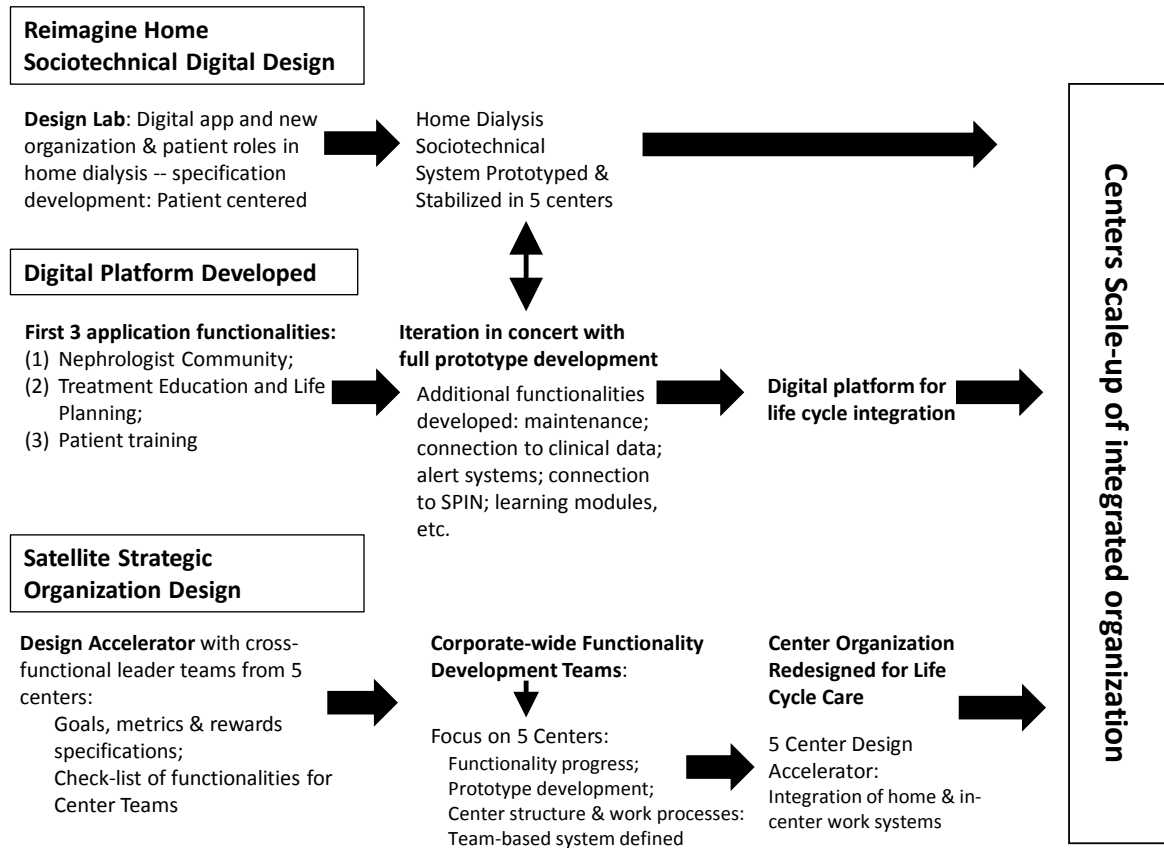 Reimagine Home
Sociotechnical Digital Design
Design Lab: Digital app and new
organization & patient roles in
home dialysis -- specification
development: Patient centered
Home Dialysis
Sociotechnical
System Prototyped &
Stabilized in 5 centers
Digital Platform Developed
First 3 application functionalities:
(1) Nephrologist Community;
(2) Treatment Education and Life
Planning;
(3) Patient training
Iteration in concert with
full prototype development
Additional functionalities
developed: maintenance;
connection to clinical data;
alert systems; connection
to SPIN; learning modules,
etc.
Digital platform for
life cycle integration
Satellite Strategic
Organization Design
Design Accelerator with cross-
functional leader teams from 5
centers:
Goals, metrics & rewards
specifications;
Check-list of functionalities for
Center Teams
Corporate-wide Functionality
Development Teams:
Focus on 5 Centers:
Functionality progress;
Prototype development;
Center structure & work processes:
Team-based system defined
Center Organization
Redesigned for Life
Cycle Care
5 Center Design
Accelerator:
Integration of home & in-
center work systems
Centers Scale-up of integrated organization